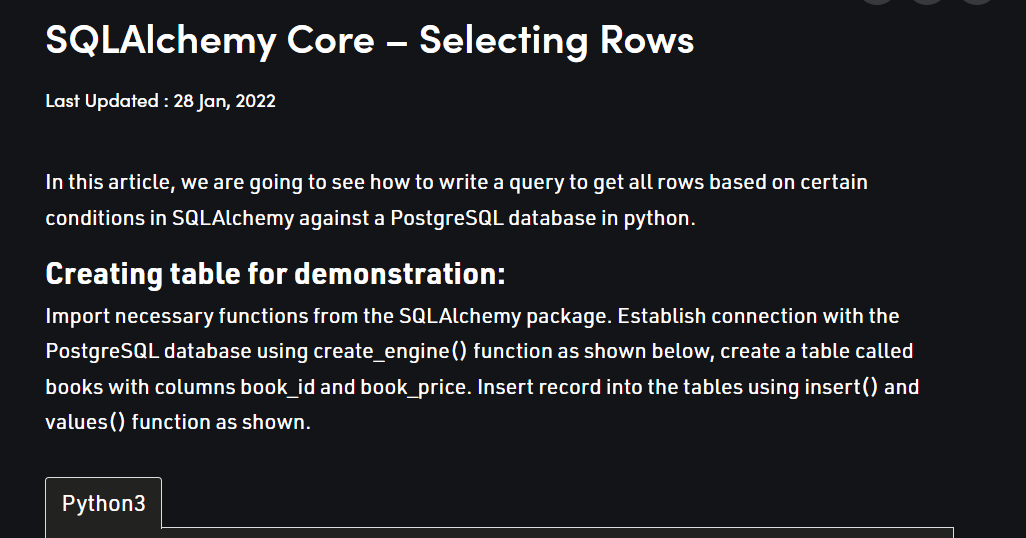 SQLAlchemy Core – Selecting Rows
Last Updated : 28 Jan, 2022
In this article, we are going to see how to write a query to get all rows based on certain
conditions in SQLAlchemy against a PostgreSQL database in python.
Creating table for demonstration:
Import necessary functions from the SQLAlchemy package. Establish connection with the
PostgreSQL database using create_engine() function as shown below, create a table called
books with columns book_id and book_price. Insert record into the tables using insert() and
values() function as shown.
Python3